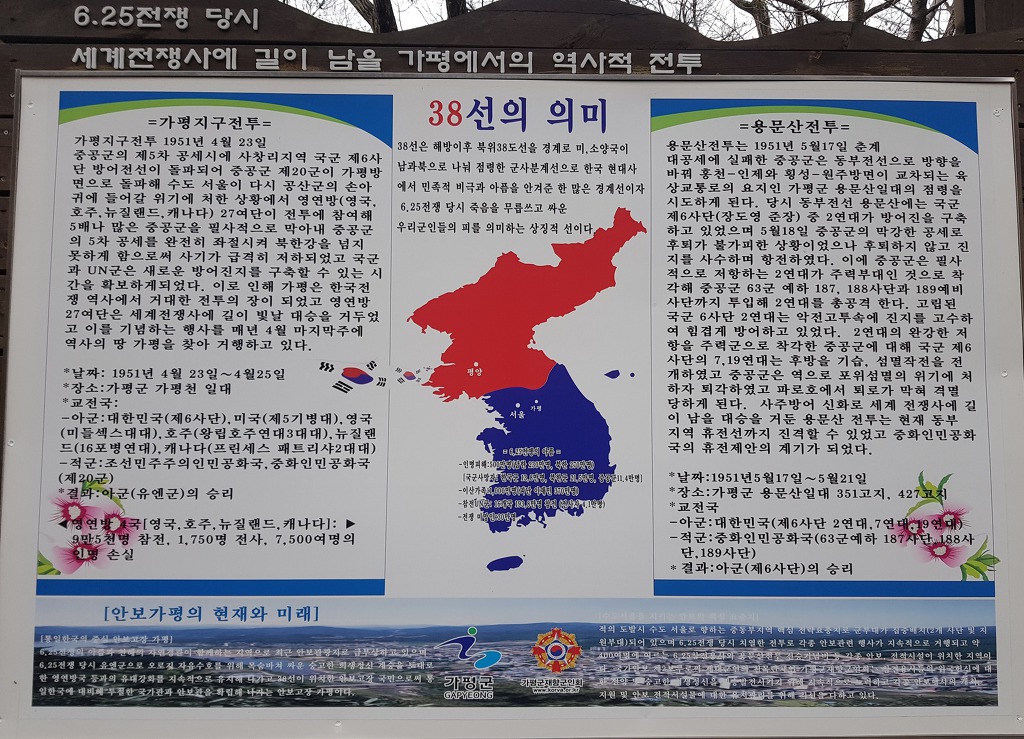 6.25전쟁 당시
세계전쟁사에 길이 남을 가평에서의 역사적 전투
=가평지구전투=
가평지구전투 1951년 4월 23일
중공군의 제5차 공세시에 사창리지역 국군 제6사
단 방어전선이 돌파되어 중공군 제20군이 가평방
면으로 돌파해 수도 서울이 다시 공산군의 손아
귀에 들어갈 위기에 처한 상황에서 영연방(영국,
호주,뉴질랜드,캐나다) 27여단이 전투에 참여해
5배나 많은 중공군을 필사적으로 막아내 중공군
의 5차 공세를 완전히 좌절시켜 북한강을 넘지
못하게 함으로써 사기가 급격히 저하되었고 국군
과 UN군은 새로운 방어진지를 구축할 수 있는 시
간을 확보하게되었다. 이로 인해 가평은 한국전
쟁 역사에서 거대한 전투의 장이 되었고 영연방
27여단은 세계전쟁사에 길이 빛날 대승을 거두었
고 이를 기념하는 행사를 매년 4월 마지막주에
역사의 땅 가평을 찾아 거행하고 있다.
*날짜: 1951년 4월 23일~4월25일
*장소:가평군 가평천 일대
*교전국:
-아군:대한민국(제6사단),미국(제5기병대),영국
(미들섹스대대),호주(왕립호주연대3대대),뉴질랜
드(16포병연대),캐나다(프린세스 패트리샤2대대)
-적군:조선민주주의인민공화국,중화인민공화국
(제20군)
*결과:아군(유엔군)의 승리
◀영연방 4국[영국,호주,뉴질랜드,캐나다]: ▶
9만5천명 참전, 1,750명 전사, 7,500여명의
인명 손실
38선의 의미
38선은 해방이후 북위38도선을 경계로 미,소양국이
남과북으로 나눠 점령한 군사분계선으로 한국 현대사
에서 민족적 비극과 아픔을 안겨준 한 많은 경계선이자
6.25전쟁 당시 죽음을 무릅쓰고 싸운
우리군인들의 피를 의미하는 상징적 선이다.
평양
서울
가평
=용문산전투=
용문산전투는 1951년 5월17일 춘계
대공세에 실패한 중공군은 동부전선으로 방향을
바꿔 홍천-인제와 횡성-원주방면이 교차되는 육
상교통로의 요지인 가평군 용문산일대의 점령을
시도하게 된다. 당시 동부전선 용문산에는 국군
제6사단(장도영 준장) 중 2연대가 방어진을 구축
하고 있었으며 5월18일 중공군의 막강한 공세로
후퇴가 불가피한 상황이었으나 후퇴하지 않고 진
지를 사수하며 항전하였다. 이에 중공군은 필사
적으로 저항하는 2연대가 주력부대인 것으로 착
각해 중공군 63군 예하 187, 188사단과 189예비
사단까지 투입해 2연대를 총공격 한다. 고립된
국군 6사단 2연대는 악전고투속에 진지를 고수하
여 힘겹게 방어하고 있었다. 2연대의 완강한 저
항을 주력군으로 착각한 중공군에 대해 국군 제6
사단의 7,19연대는 후방을 기습, 섬멸작전을 전
개하였고 중공군은 역으로 포위섬멸의 위기에 처
하자 퇴각하였고 파로호에서 퇴로가 막혀 격멸
당하게 된다. 사주방어 신화로 세계 전쟁사에 길
이 남을 대승을 거둔 용문산 전투는 현재 동부
지역 휴전선까지 진격할 수 있었고 중화인민공화
국의 휴전제안의 계기가 되었다.
*날짜:1951년5월17일~5월21일
*장소:가평군 용문산일대 351고지, 427고지
*교전국
-아군:대한민국(제6사단 2연대,7연대,19연대)
-적군:중화인민공화국(63군예하 187사단,188사
단,189사단)
*결과:아군(제6사단)의 승리
[안보가평의 현재와 미래]
가평군
GAPYEONG
가평군재향군인회
www.korva.or.kr